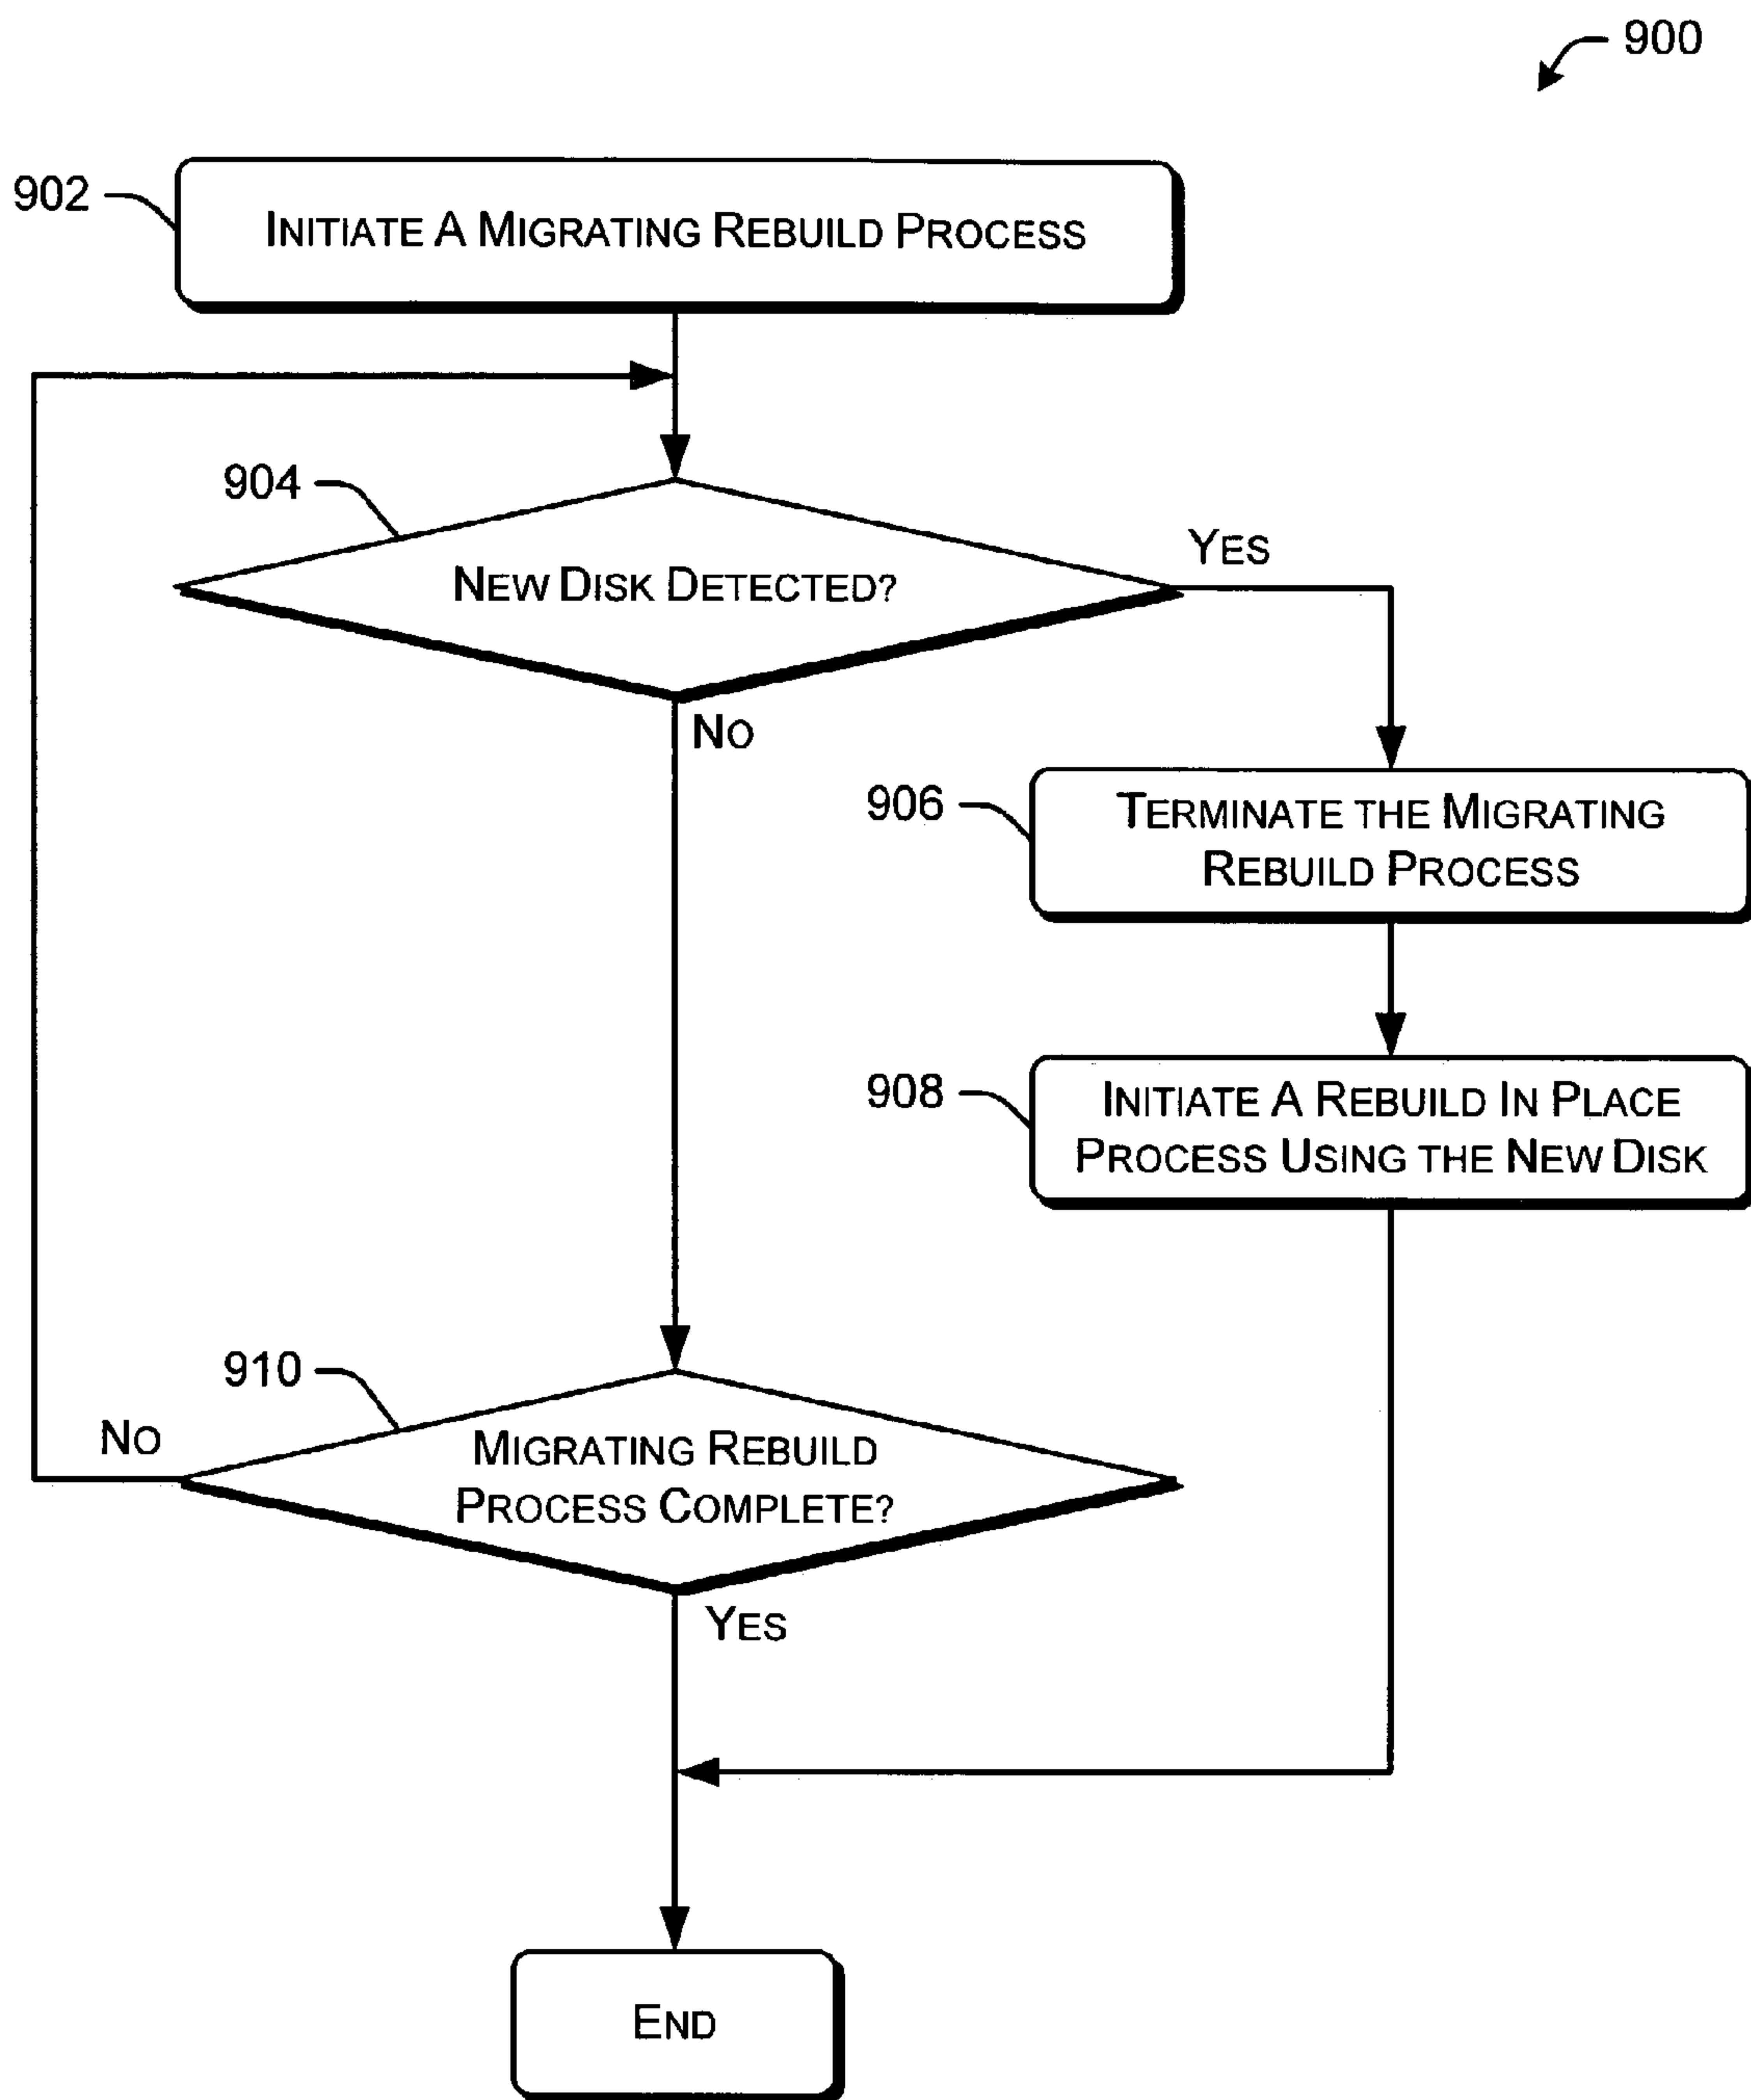 900
902
INITIATE A MIGRATING REBUILD PROCESS
904
NEW DISK DETECTED?
YES
NO
906
TERMINATE THE MIGRATING
REBUILD PROCESS
908
INITIATE A REBUILD IN PLACE
PROCESS USING THE NEW DISK
910
NO
MIGRATING REBUILD
PROCESS COMPLETE?
YES
END